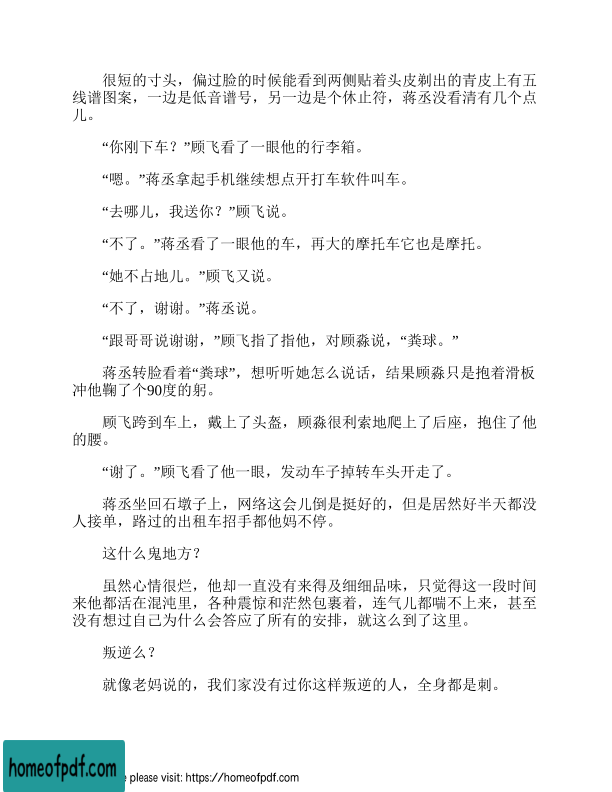 很短的寸头，偏过脸的时候能看到两侧贴着头皮剃出的青皮上有五
线谱图案，一边是低音谱号，另一边是个休止符，蒋丞没看清有几个点
儿。
“你刚下车？”顾飞看了一眼他的行李箱。
“嗯。”蒋丞拿起手机继续想点开打车软件叫车。
“去哪儿，我送你？”顾飞说。
“不了。”蒋丞看了一眼他的车，再大的摩托车它也是摩托。
“她不占地儿。”顾飞又说。
“不了，谢谢。”蒋丞说。
“跟哥哥说谢谢，”顾飞指了指他，对顾淼说，“粪球。”
蒋丞转脸看着“粪球”，想听听她怎么说话，结果顾淼只是抱着滑板
冲他鞠了个90度的躬。
顾飞跨到车上，戴上了头盔，顾淼很利索地爬上了后座，抱住了他
的腰。
“谢了。”顾飞看了他一眼，发动车子掉转车头开走了。
蒋丞坐回石墩子上，网络这会儿倒是挺好的，但是居然好半天都没
人接单，路过的出租车招手都他妈不停。
这什么鬼地方？
虽然心情很烂，他却一直没有来得及细细品味，只觉得这一段时间
来他都活在混沌里，各种震惊和茫然包裹着，连气儿都喘不上来，甚至
没有想过自己为什么会答应了所有的安排，就这么到了这里。
叛逆么？
就像老妈说的，我们家没有过你这样叛逆的人，全身都是刺。
homeofpdf.com
please visit: https://homeofpdf.com